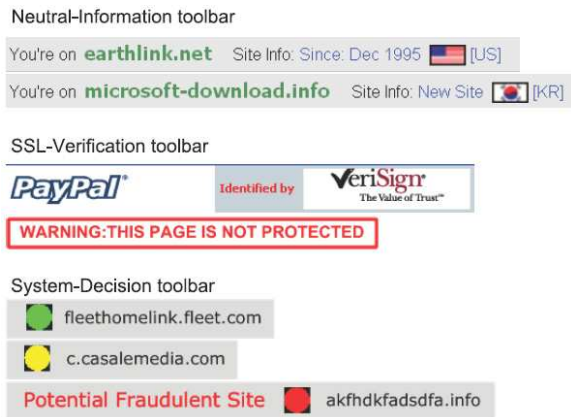 Neutral-Information toolbar
You're on earthlink.net Site Info: Since: Dec 1995 [US]
You're on microsoft-download.info Site Info: New Site [KR]
SSL-Verification toolbar
PayPal Identified by VeriSign
The Value of Trust™
WARNING:THIS PAGE IS NOT PROTECTED
System-Decision toolbar
fleethomelink.fleet.com
c.casalemedia.com
Potential Fraudulent Site akfhdkfadsdfa.info